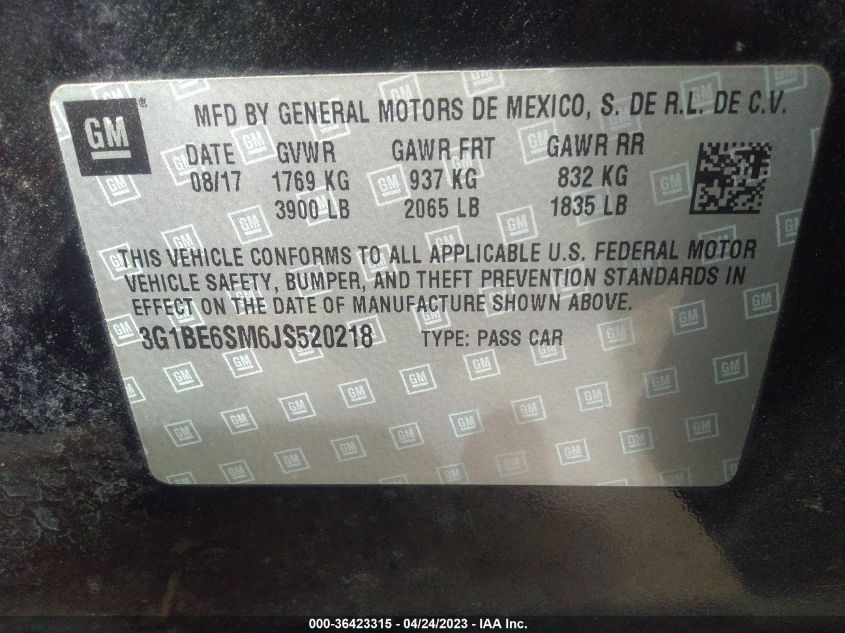 GM ® MFD BY GENERAL MOTORS DE MEXICO, S. DE R.L. DE C.V.
DATE GVWR GAWR FRT GAWR RR
08/17 1769 KG 937 KG 832 KG
3900 LB 2065 LB 1835 LB
THIS VEHICLE CONFORMS TO ALL APPLICABLE U.S. FEDERAL MOTOR
VEHICLE SAFETY, BUMPER, AND THEFT PREVENTION STANDARDS IN
EFFECT ON THE DATE OF MANUFACTURE SHOWN ABOVE.
3G1BE6SM6JS520218 TYPE: PASS CAR
000-36423315 - 04/24/2023 - IAA Inc.